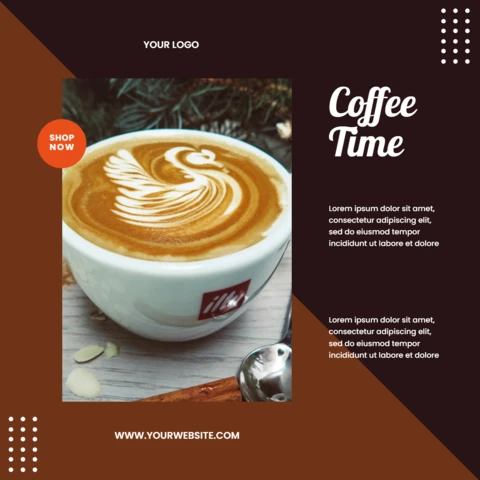 YOUR LOGO
SHOP
NOW
Coffee
Time
Lorem ipsum dolor sit amet,
consectetur adipiscing elit,
sed do eiusmod tempor
incididunt ut labore et dolore
Lorem ipsum dolor sit amet,
consectetur adipiscing elit,
sed do eiusmod tempor
incididunt ut labore et dolore
illy
WWW.YOURWEBSITE.COM